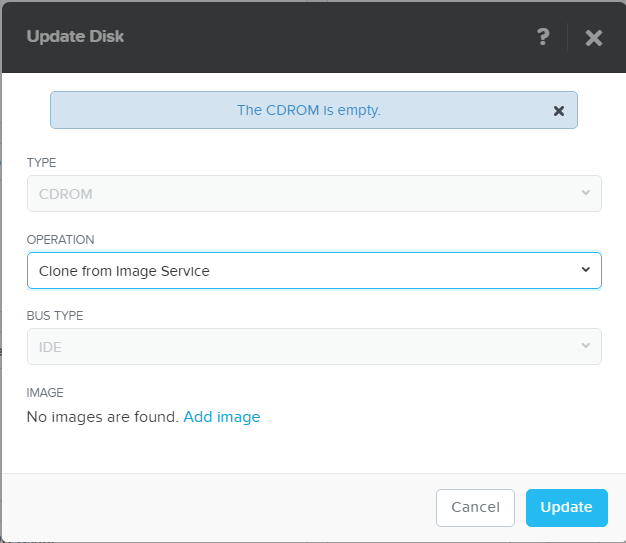 Update Disk
?
The CDROM is empty.
TYPE
CDROM
OPERATION
Clone from Image Service
BUS TYPE
IDE
IMAGE
No images are found. Add image
Cancel
Update